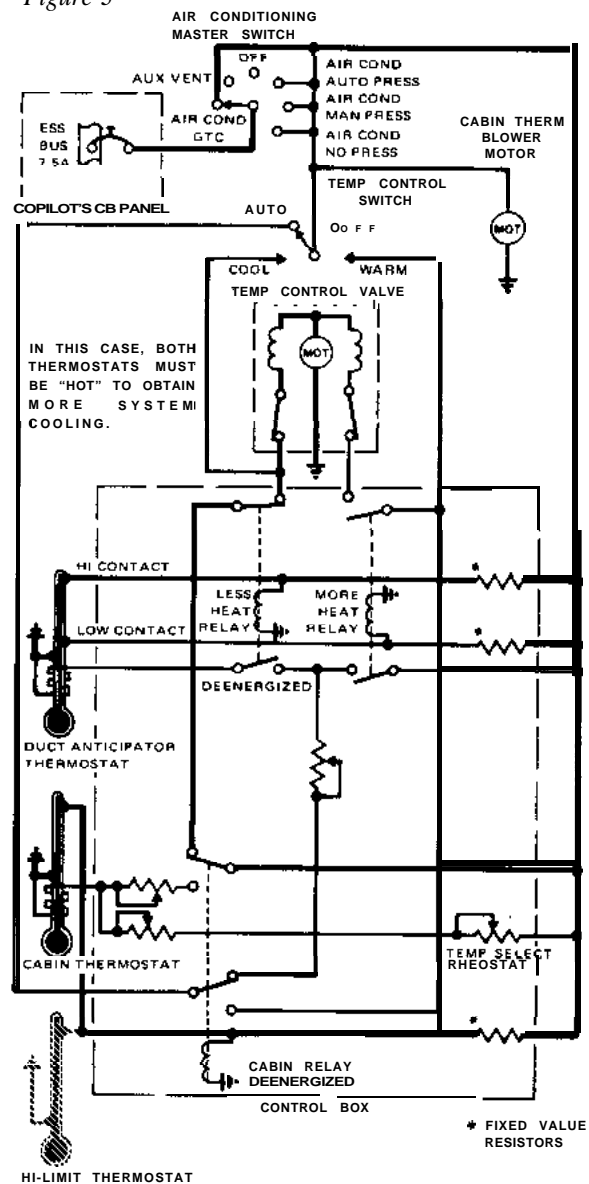 Figure 5
AIR CONDITIONING
MASTER SWITCH
OFF
AUX VENT
AIR COND
AUTO PRESS
AIR COND
MAN PRESS
AIR COND
NO PRESS
AIR COND
GTC
ESS
BUS
7.5A
COPILOT'S CB PANEL
CABIN THERM
BLOWER
MOTOR
TEMP CONTROL
SWITCH
AUTO
OFF
MOT
COOL
WARM
TEMP CONTROL VALVE
MOT
IN THIS CASE, BOTH
THERMOSTATS MUST
BE "HOT" TO OBTAIN
MORE SYSTEM
COOLING.
HI CONTACT
LESS
HEAT
RELAY
MORE
HEAT
RELAY
*
LOW CONTACT
*
DEENERGIZED
DUCT ANTICIPATOR
THERMOSTAT
CABIN THERMOSTAT
TEMP SELECT
RHEOSTAT
*
CABIN RELAY
DEENERGIZED
CONTROL BOX
* FIXED VALUE
RESISTORS
HI-LIMIT THERMOSTAT